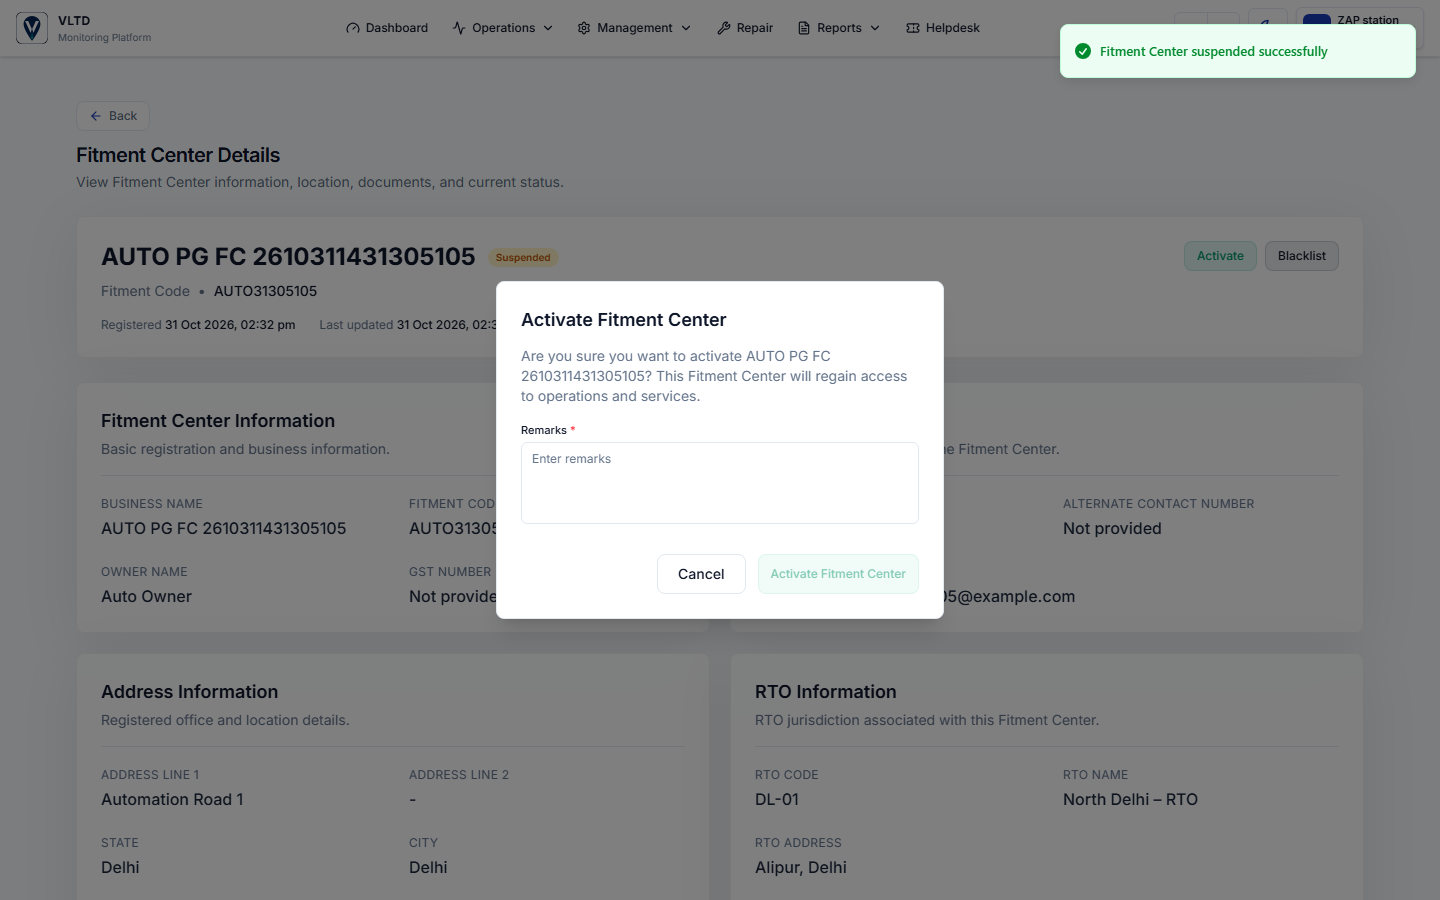 VLTD
Monitoring Platform
Dashboard
Operations
Management
Repair
Reports
Helpdesk
ZAP station
Fitment Center suspended successfully
Back
Fitment Center Details
View Fitment Center information, location, documents, and current status.
AUTO PG FC 2610311431305105
Suspended
Activate
Blacklist
Fitment Code • AUTO31305105
Registered 31 Oct 2026, 02:32 pm
Last updated 31 Oct 2026, 02:3
Activate Fitment Center
Are you sure you want to activate AUTO PG FC
2610311431305105? This Fitment Center will regain access
to operations and services.
Remarks *
Enter remarks
Cancel
Activate Fitment Center
Fitment Center Information
Basic registration and business information.
BUSINESS NAME
AUTO PG FC 2610311431305105
FITMENT COD
AUTO3130
OWNER NAME
Auto Owner
GST NUMBER
Not provide
Fitment Center.
ALTERNATE CONTACT NUMBER
Not provided
05@example.com
Address Information
Registered office and location details.
ADDRESS LINE 1
Automation Road 1
ADDRESS LINE 2
-
STATE
Delhi
CITY
Delhi
RTO Information
RTO jurisdiction associated with this Fitment Center.
RTO CODE
DL-01
RTO NAME
North Delhi – RTO
RTO ADDRESS
Alipur, Delhi